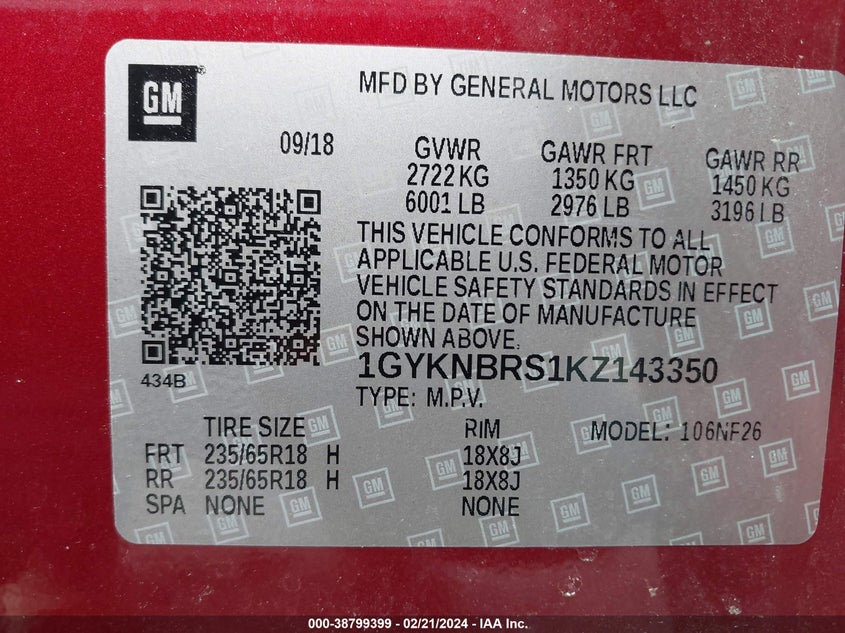 GM
MFD BY GENERAL MOTORS LLC
09/18
GVWR
2722 KG
6001 LB
GAWR FRT
1350 KG
2976 LB
GAWR RR
1450 KG
3196 LB
THIS VEHICLE CONFORMS TO ALL
APPLICABLE U.S. FEDERAL MOTOR
VEHICLE SAFETY STANDARDS IN EFFECT
ON THE DATE OF MANUFACTURE
SHOWN ABOVE.
434B
1GYKNBRS1KZ143350
TYPE: M.P.V.
TIRE SIZE RIM MODEL: 106NF26
FRT 235/65R18 H 18X8J
RR 235/65R18 H 18X8J
SPA NONE NONE
000-38799399 - 02/21/2024 - IAA Inc.